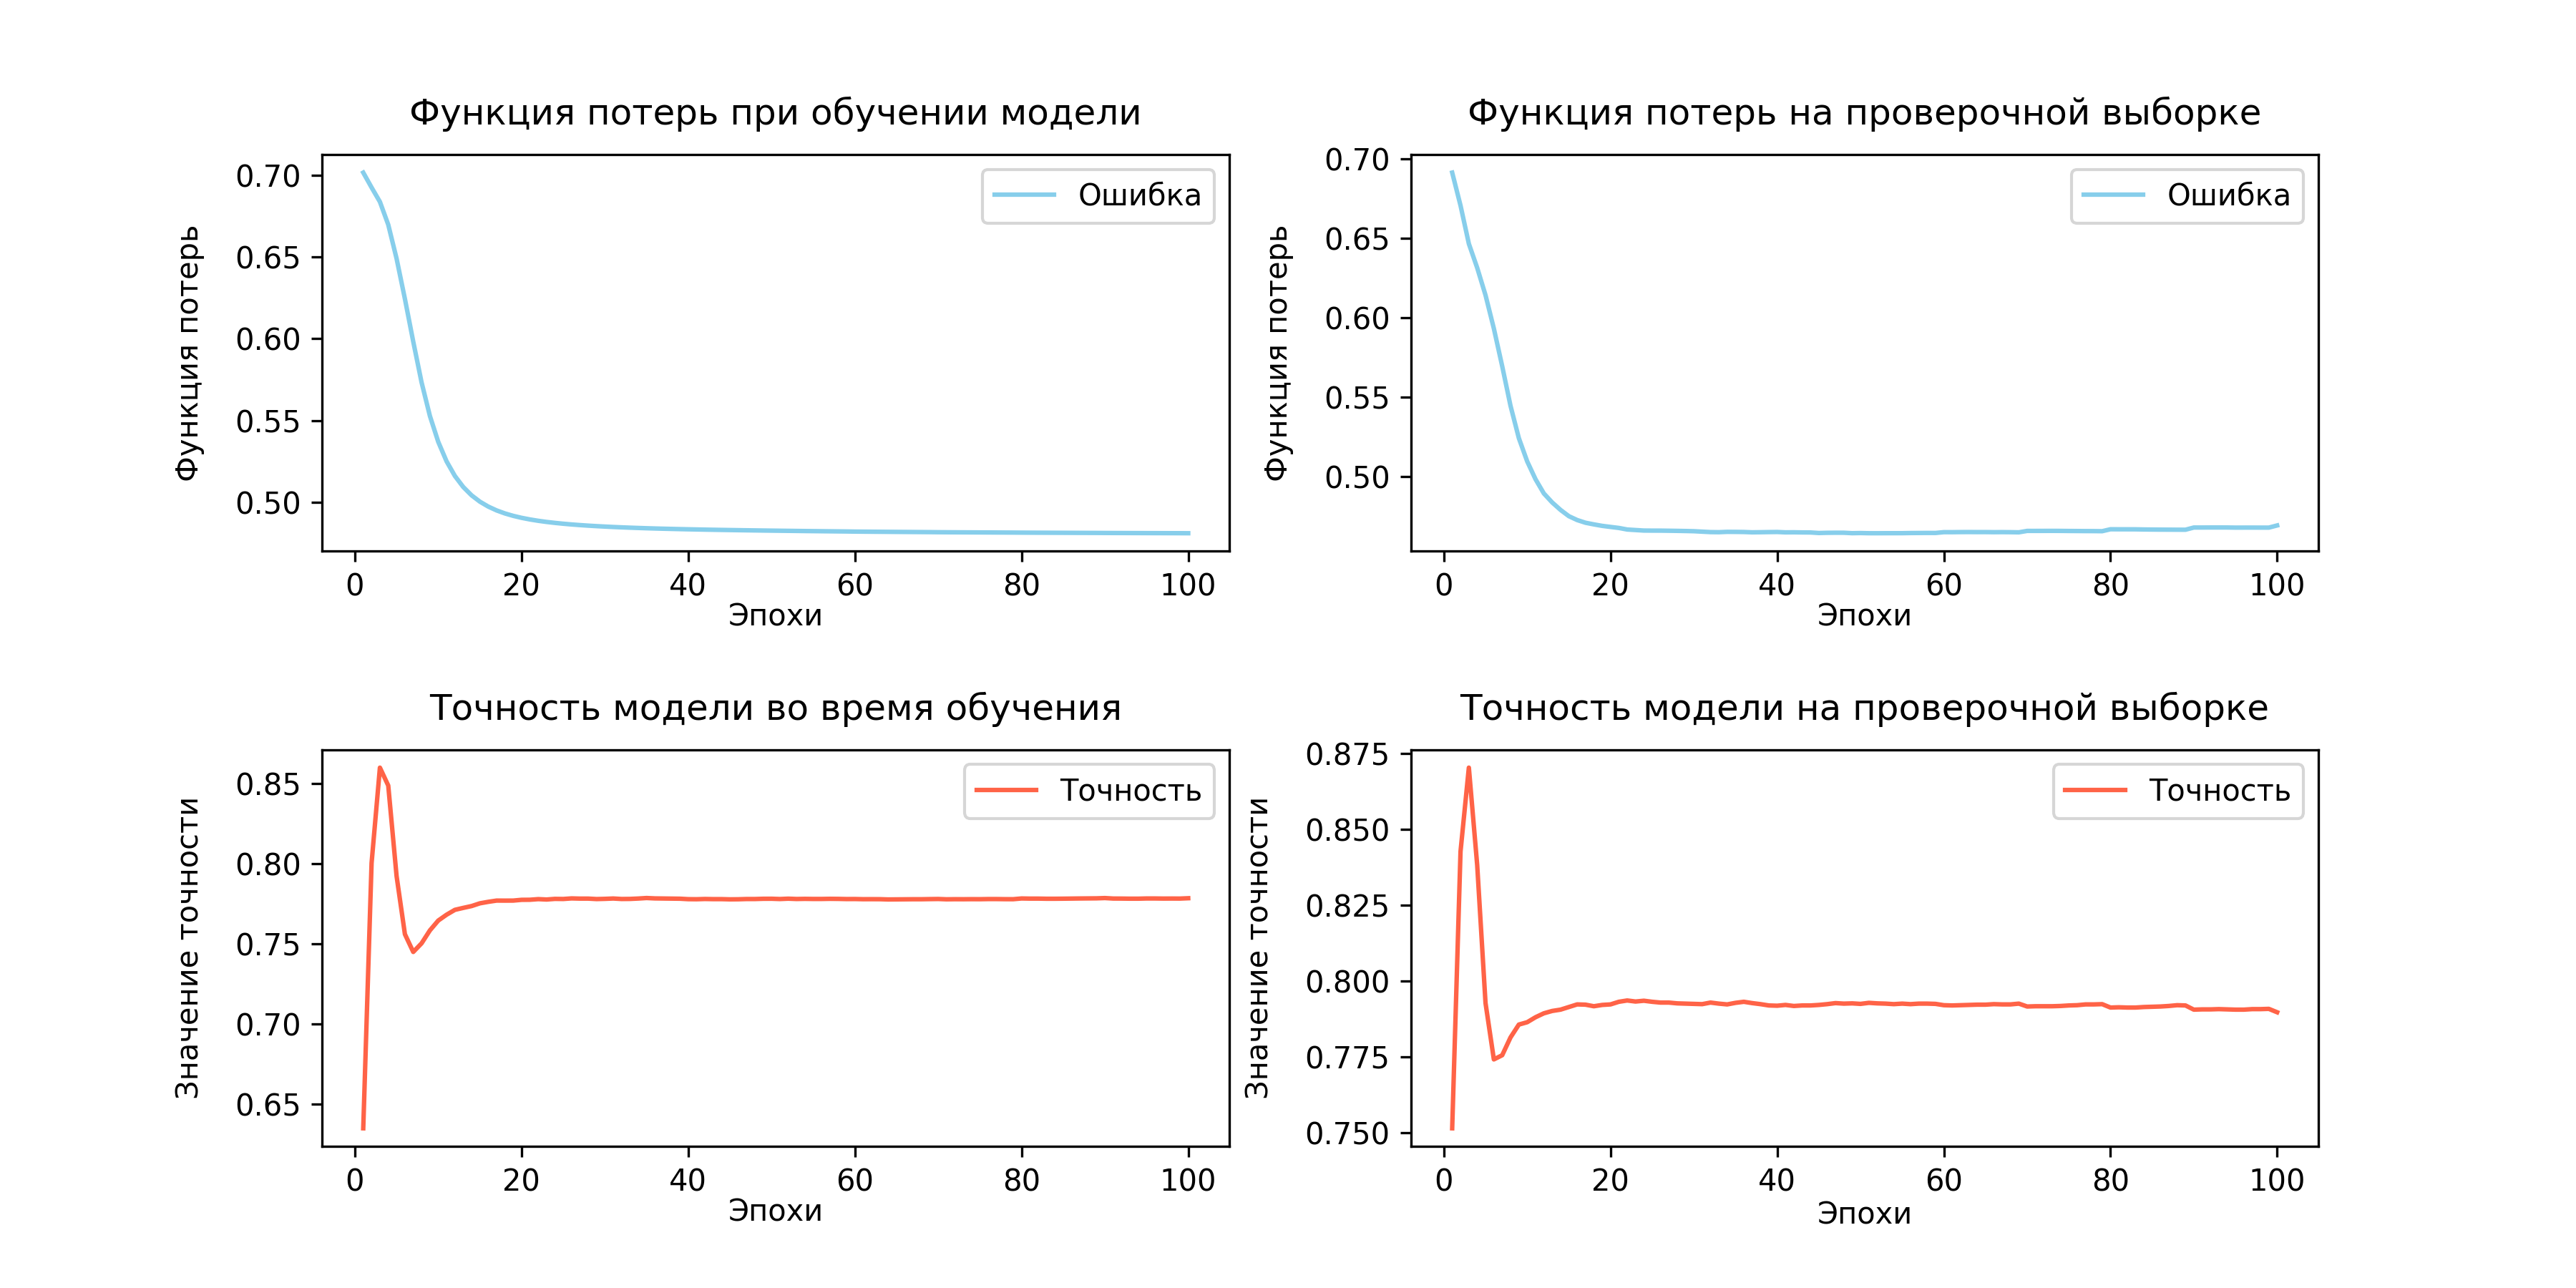 Функция потерь при обучении модели
Функция потерь
0.70
0.65
0.60
0.55
0.50
Ошибка
0 20 40 60 80 100
Эпохи
Функция потерь на проверочной выборке
Функция потерь
0.70
0.65
0.60
0.55
0.50
Ошибка
0 20 40 60 80 100
Эпохи
Точность модели во время обучения
Значение точности
0.85
0.80
0.75
0.70
0.65
Точность
0 20 40 60 80 100
Эпохи
Точность модели на проверочной выборке
Значение точности
0.875
0.850
0.825
0.800
0.775
0.750
Точность
0 20 40 60 80 100
Эпохи